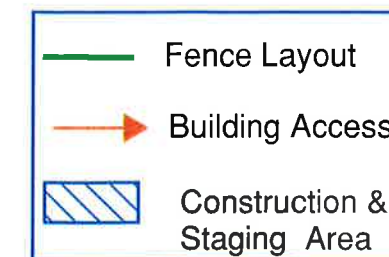 Fence Layout
Building Access
Construction &
Staging Area